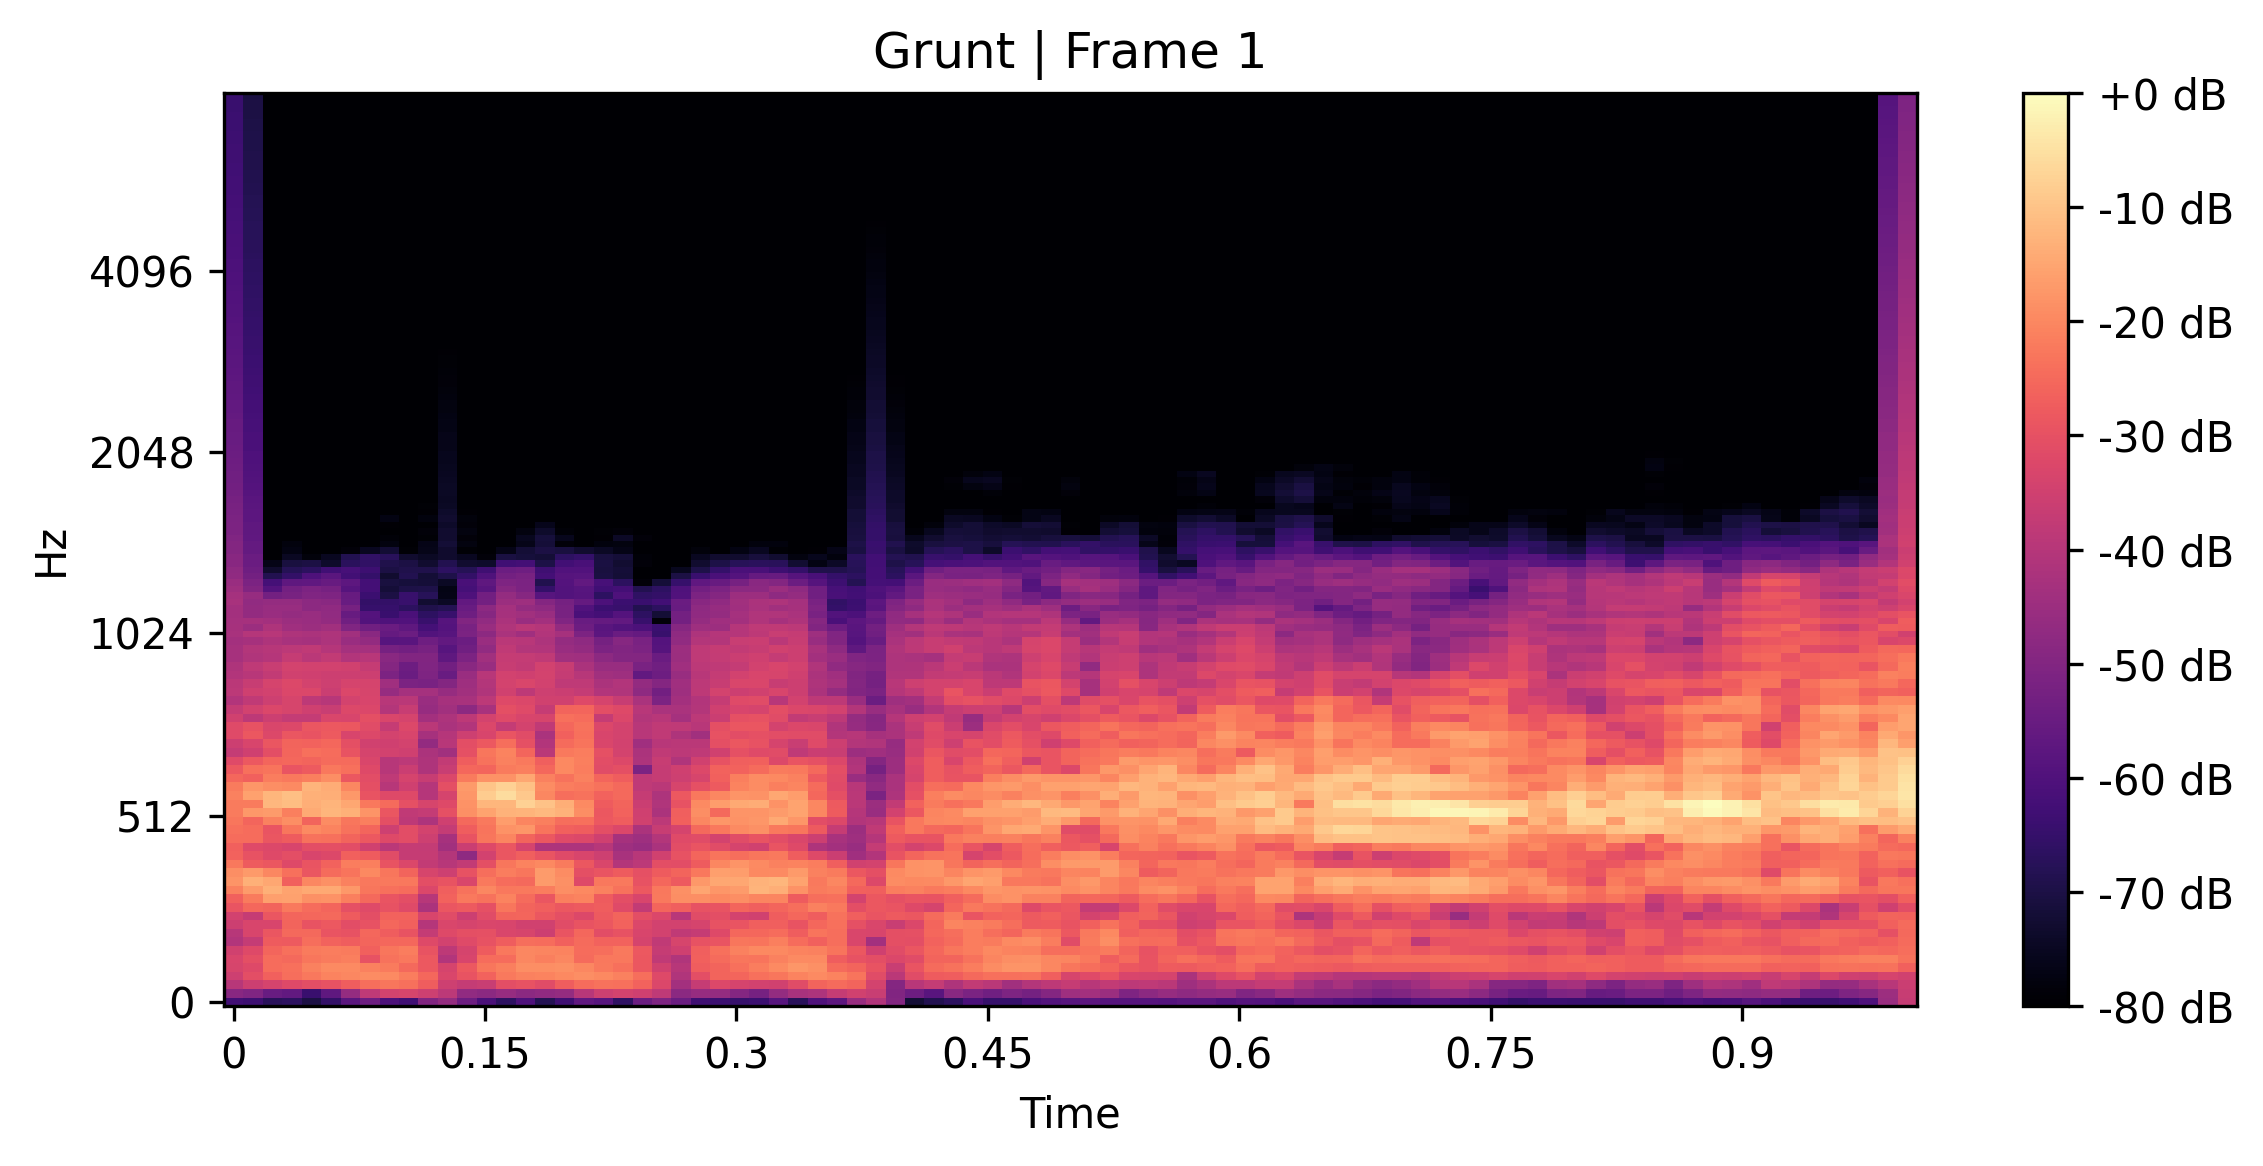 Grunt | Frame 1
+0 dB
-10 dB
4096
-20 dB
2048
-30 dB
Hz
-40 dB
1024
-50 dB
512
-60 dB
-70 dB
0
-80 dB
0 0.15 0.3 0.45 0.6 0.75 0.9
Time